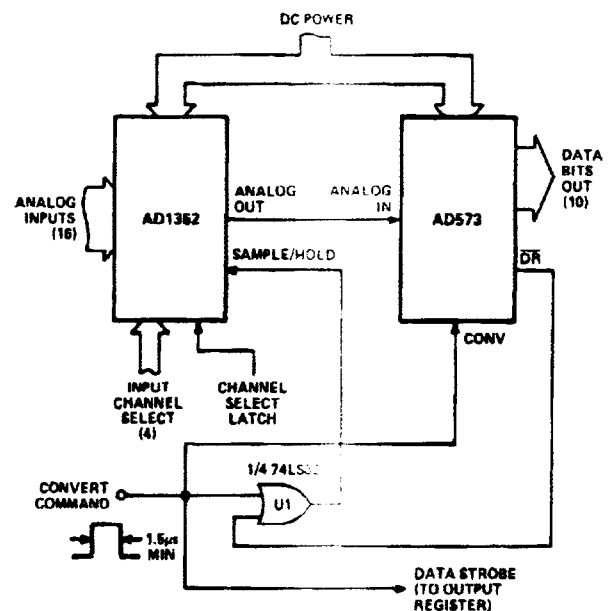 DC POWER
ANALOG
INPUTS
(16)
AD1362
ANALOG
OUT
ANALOG
IN
AD573
DATA
BITS
OUT
(10)
SAMPLE/HOLD
DR
CONV
INPUT
CHANNEL
SELECT
(4)
CHANNEL
SELECT
LATCH
CONVERT
COMMAND
U1
1.5μs
MIN
DATA STROBE
(TO OUTPUT
REGISTER)